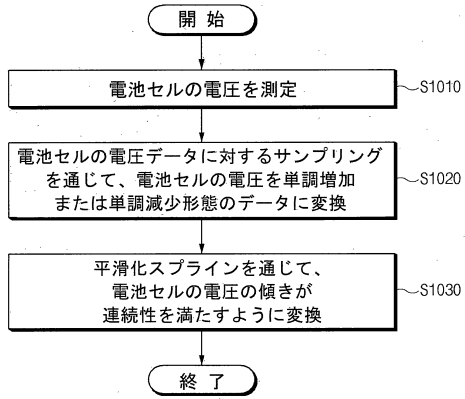 開始
電池セルの電圧を測定
S1010
電池セルの電圧データに対するサンプリング
を通じて、電池セルの電圧を単調増加
または単調減少形態のデータに変換
S1020
平滑化スプラインを通じて、
電池セルの電圧の傾きが
連続性を満たすように変換
S1030
終了